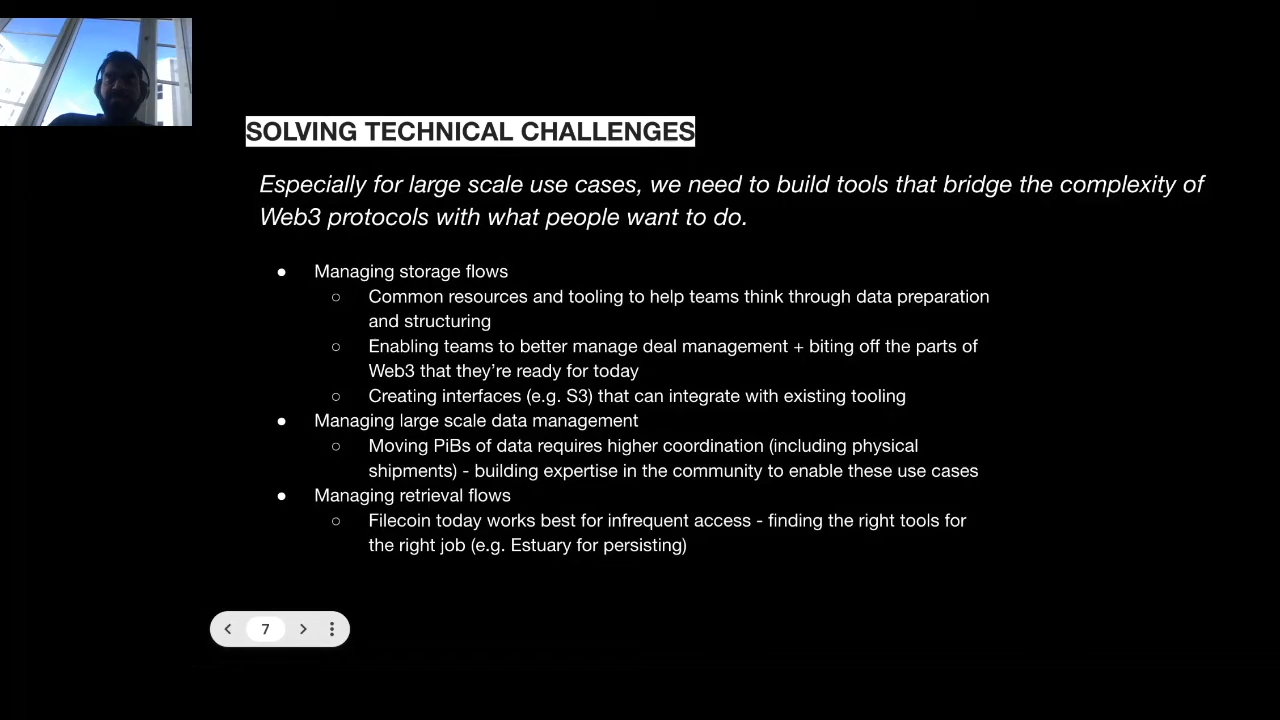 SOLVING TECHNICAL CHALLENGES
Especially for large scale use cases, we need to build tools that bridge the complexity of
Web3 protocols with what people want to do.
● Managing storage flows
○ Common resources and tooling to help teams think through data preparation
and structuring
○ Enabling teams to better manage deal management + biting off the parts of
Web3 that they’re ready for today
○ Creating interfaces (e.g. S3) that can integrate with existing tooling
● Managing large scale data management
○ Moving PiBs of data requires higher coordination (including physical
shipments) - building expertise in the community to enable these use cases
● Managing retrieval flows
○ Filecoin today works best for infrequent access - finding the right tools for
the right job (e.g. Estuary for persisting)
7